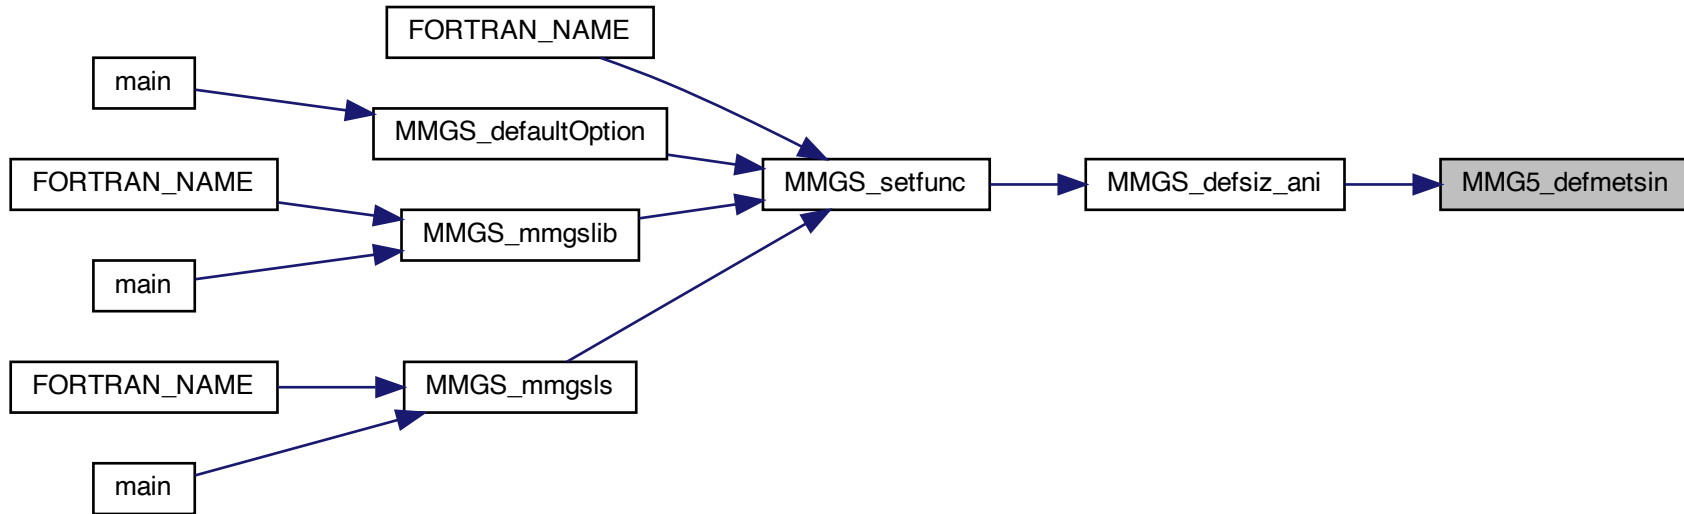 FORTRAN_NAME
main
MMGS_defaultOption
FORTRAN_NAME
MMGS_setfunc
MMGS_defsiz_ani
MMG5_defmetsin
MMGS_mmgslib
main
FORTRAN_NAME
MMGS_mmgsls
main